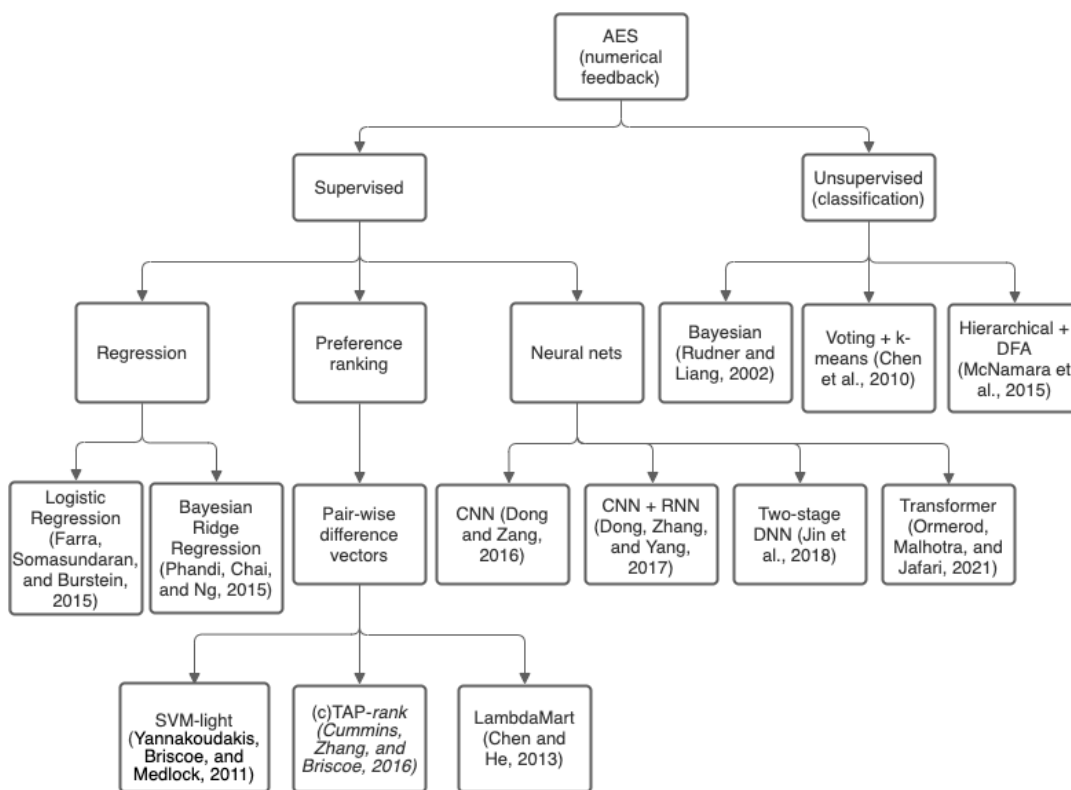 AES
(numerical
feedback)
Supervised
Unsupervised
(classification)
Regression
Preference
ranking
Neural nets
Bayesian
(Rudner and
Liang, 2002)
Voting + k-
means (Chen
et al., 2010)
Hierarchical +
DFA
(McNamara et
al., 2015)
Logistic
Regression
(Farra,
Somasundaran,
and Burstein,
2015)
Bayesian
Ridge
Regression
(Phandi, Chai,
and Ng, 2015)
Pair-wise
difference
vectors
CNN (Dong
and Zang,
2016)
CNN + RNN
(Dong, Zhang,
and Yang,
2017)
Two-stage
DNN (Jin et
al., 2018)
Transformer
(Ormerod,
Malhotra, and
Jafari, 2021)
SVM-light
(Yannakoudakis,
Briscoe, and
Medlock, 2011)
(c)TAP-rank
(Cummins,
Zhang, and
Briscoe, 2016)
LambdaMart
(Chen and
He, 2013)